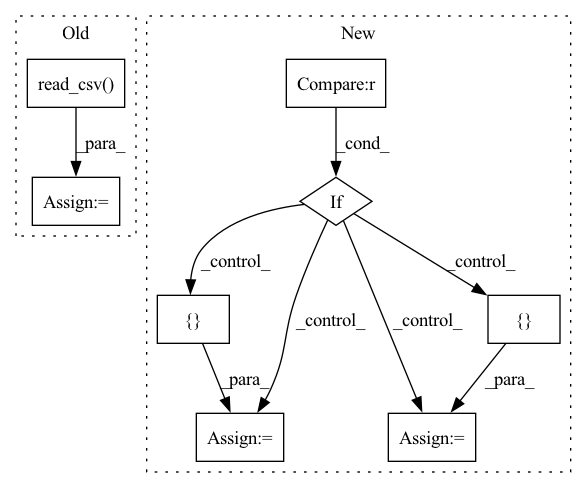 Old
New
read_csv()
Compare:r
_para_
_cond_
Assign:=
If
_control_
_control_
_control_
_control_
{}
{}
_para_
_para_
Assign:=
Assign:=